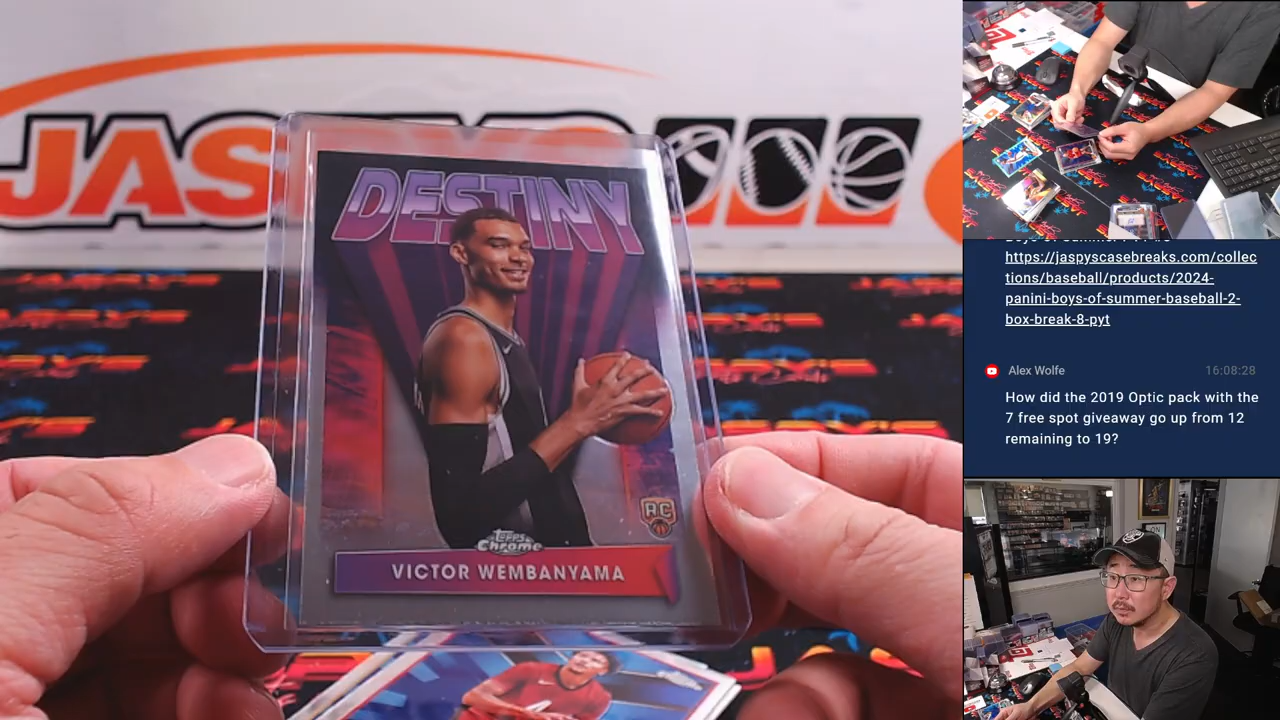 DESTINY
RC
Topps
Chrome
VICTOR WEMBANYAMA
https://jaspyscasebreaks.com/collec
tions/baseball/products/2024-
panini-boys-of-summer-baseball-2-
box-break-8-pyt
Alex Wolfe
16:08:28
How did the 2019 Optic pack with the
7 free spot giveaway go up from 12
remaining to 19?